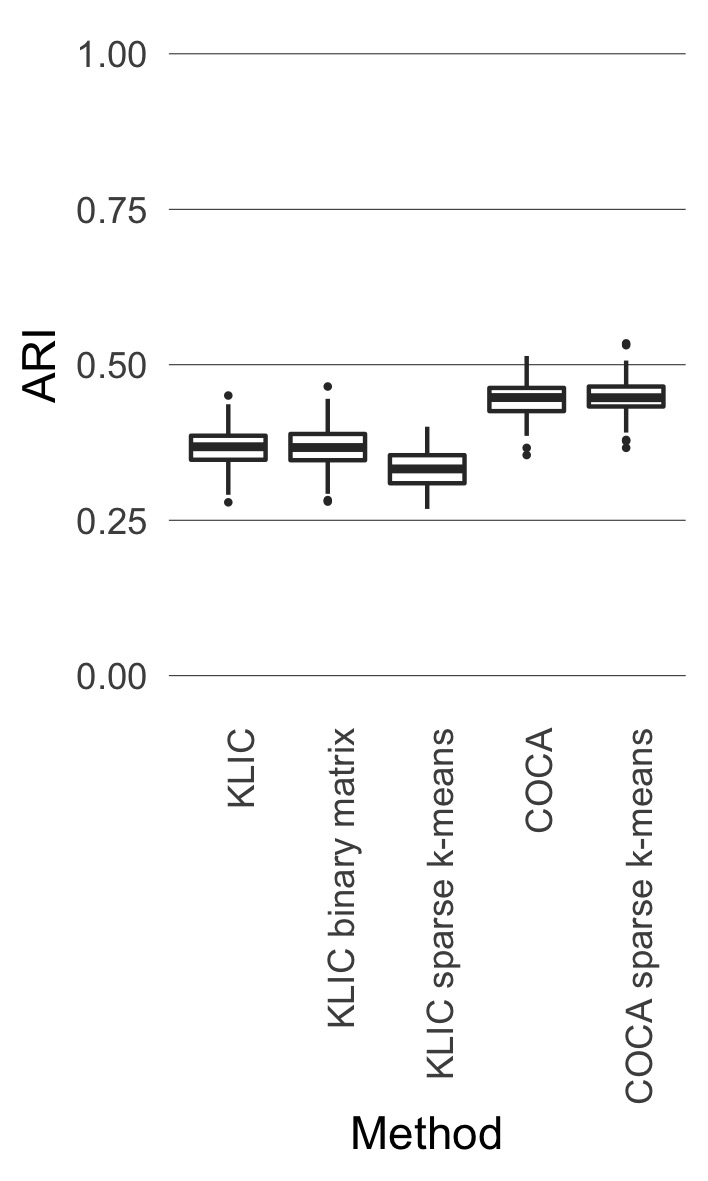 1.00
0.75
0.50
0.25
0.00
ARI
KLIC
KLIC binary matrix
KLIC sparse k-means
COCA
COCA sparse k-means
Method